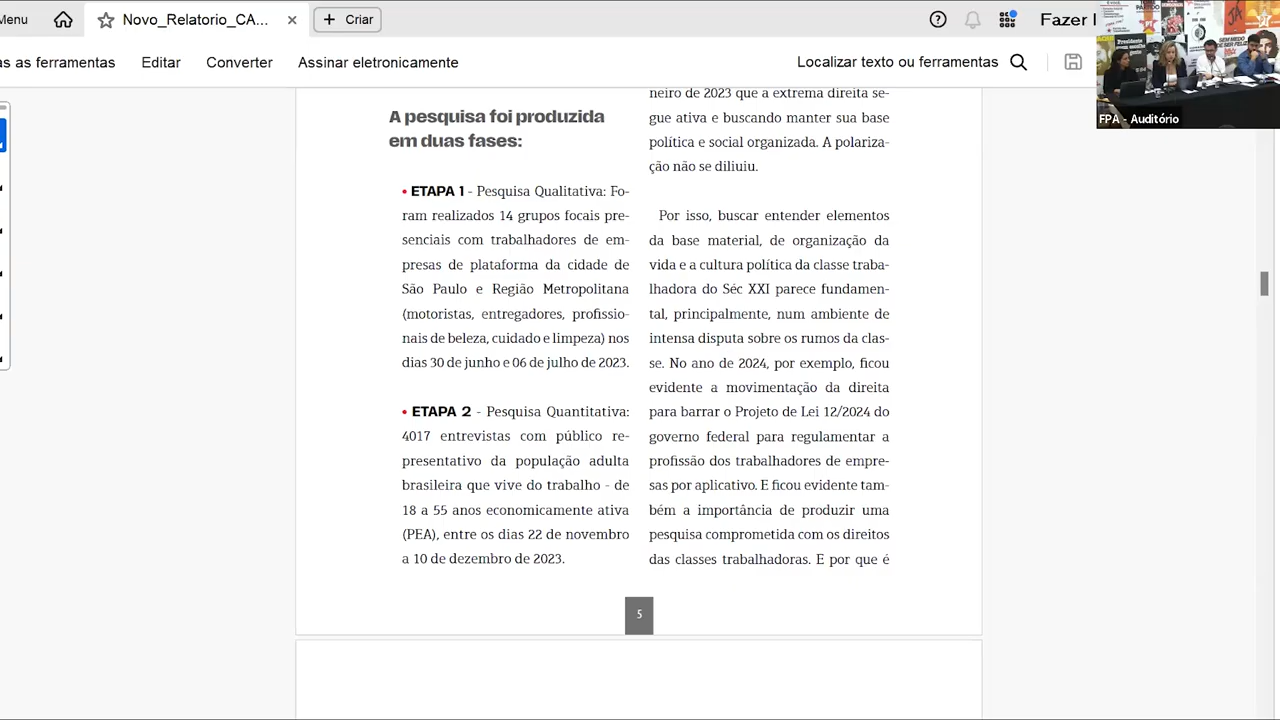 Menu
Novo_Relatorio_CA...
Criar
Fazer l
as as ferramentas
Editar
Converter
Assinar eletronicamente
Localizar texto ou ferramentas
A pesquisa foi produzida
em duas fases:
• ETAPA 1 - Pesquisa Qualitativa: Fo-
ram realizados 14 grupos focais pre-
senciais com trabalhadores de em-
presas de plataforma da cidade de
São Paulo e Região Metropolitana
(motoristas, entregadores, profissio-
nais de beleza, cuidado e limpeza) nos
dias 30 de junho e 06 de julho de 2023.
• ETAPA 2 - Pesquisa Quantitativa:
4017 entrevistas com público re-
presentativo da população adulta
brasileira que vive do trabalho - de
18 a 55 anos economicamente ativa
(PEA), entre os dias 22 de novembro
a 10 de dezembro de 2023.
neiro de 2023 que a extrema direita se-
gue ativa e buscando manter sua base
política e social organizada. A polariza-
ção não se diliuiu.
Por isso, buscar entender elementos
da base material, de organização da
vida e a cultura política da classe traba-
lhadora do Séc XXI parece fundamen-
tal, principalmente, num ambiente de
intensa disputa sobre os rumos da clas-
se. No ano de 2024, por exemplo, ficou
evidente a movimentação da direita
para barrar o Projeto de Lei 12/2024 do
governo federal para regulamentar a
profissão dos trabalhadores de empre-
sas por aplicativo. E ficou evidente tam-
bém a importância de produzir uma
pesquisa comprometida com os direitos
das classes trabalhadoras. E por que é
5
PARTIDO
Presidente
SEM MEDO
DE SER FELIZ
FPA - Auditório